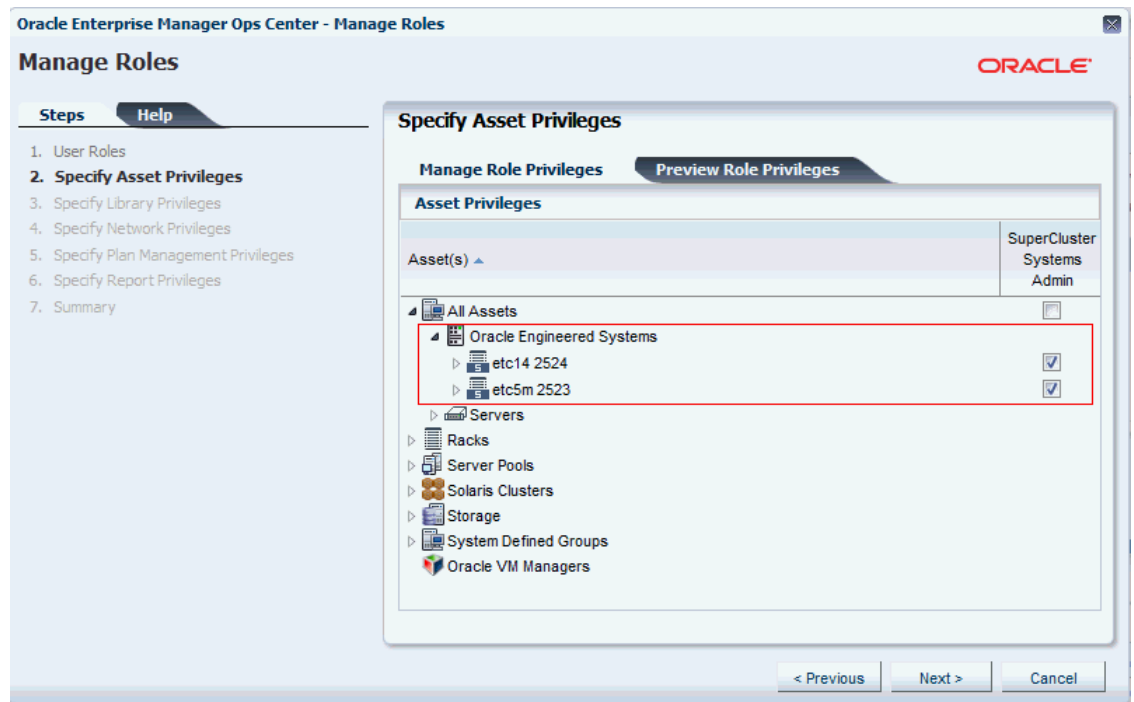 Oracle Enterprise Manager Ops Center - Manage Roles
Manage Roles
ORACLE
Steps Help
1. User Roles
2. Specify Asset Privileges
3. Specify Library Privileges
4. Specify Network Privileges
5. Specify Plan Management Privileges
6. Specify Report Privileges
7. Summary
Specify Asset Privileges
Manage Role Privileges Preview Role Privileges
Asset Privileges
Asset(s)
SuperCluster
Systems
Admin
All Assets
Oracle Engineered Systems
etc14 2524
etc5m 2523
Servers
Racks
Server Pools
Solaris Clusters
Storage
System Defined Groups
Oracle VM Managers
< Previous Next > Cancel